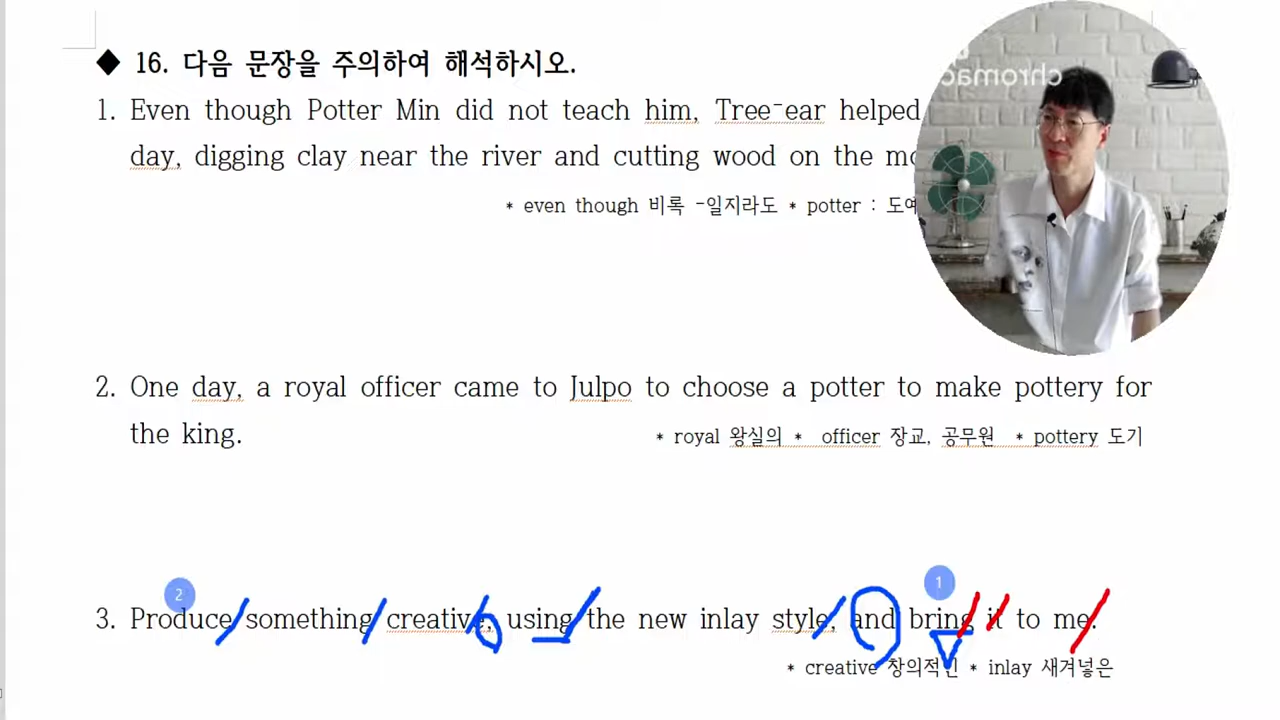 ◆ 16. 다음 문장을 주의하여 해석하시오.
chromac
1. Even though Potter Min did not teach him, Tree-ear helped
day, digging clay near the river and cutting wood on the
* even though 비록 -일지라도 * potter : 도예
2. One day, a royal officer came to Julpo to choose a potter to make pottery for
the king.
* royal 왕실의 * officer 장교, 공무원 * pottery 도기
2 1
3. Produce something creative, using the new inlay style, and bring it to me.
* creative 창의적인 * inlay 새겨넣은